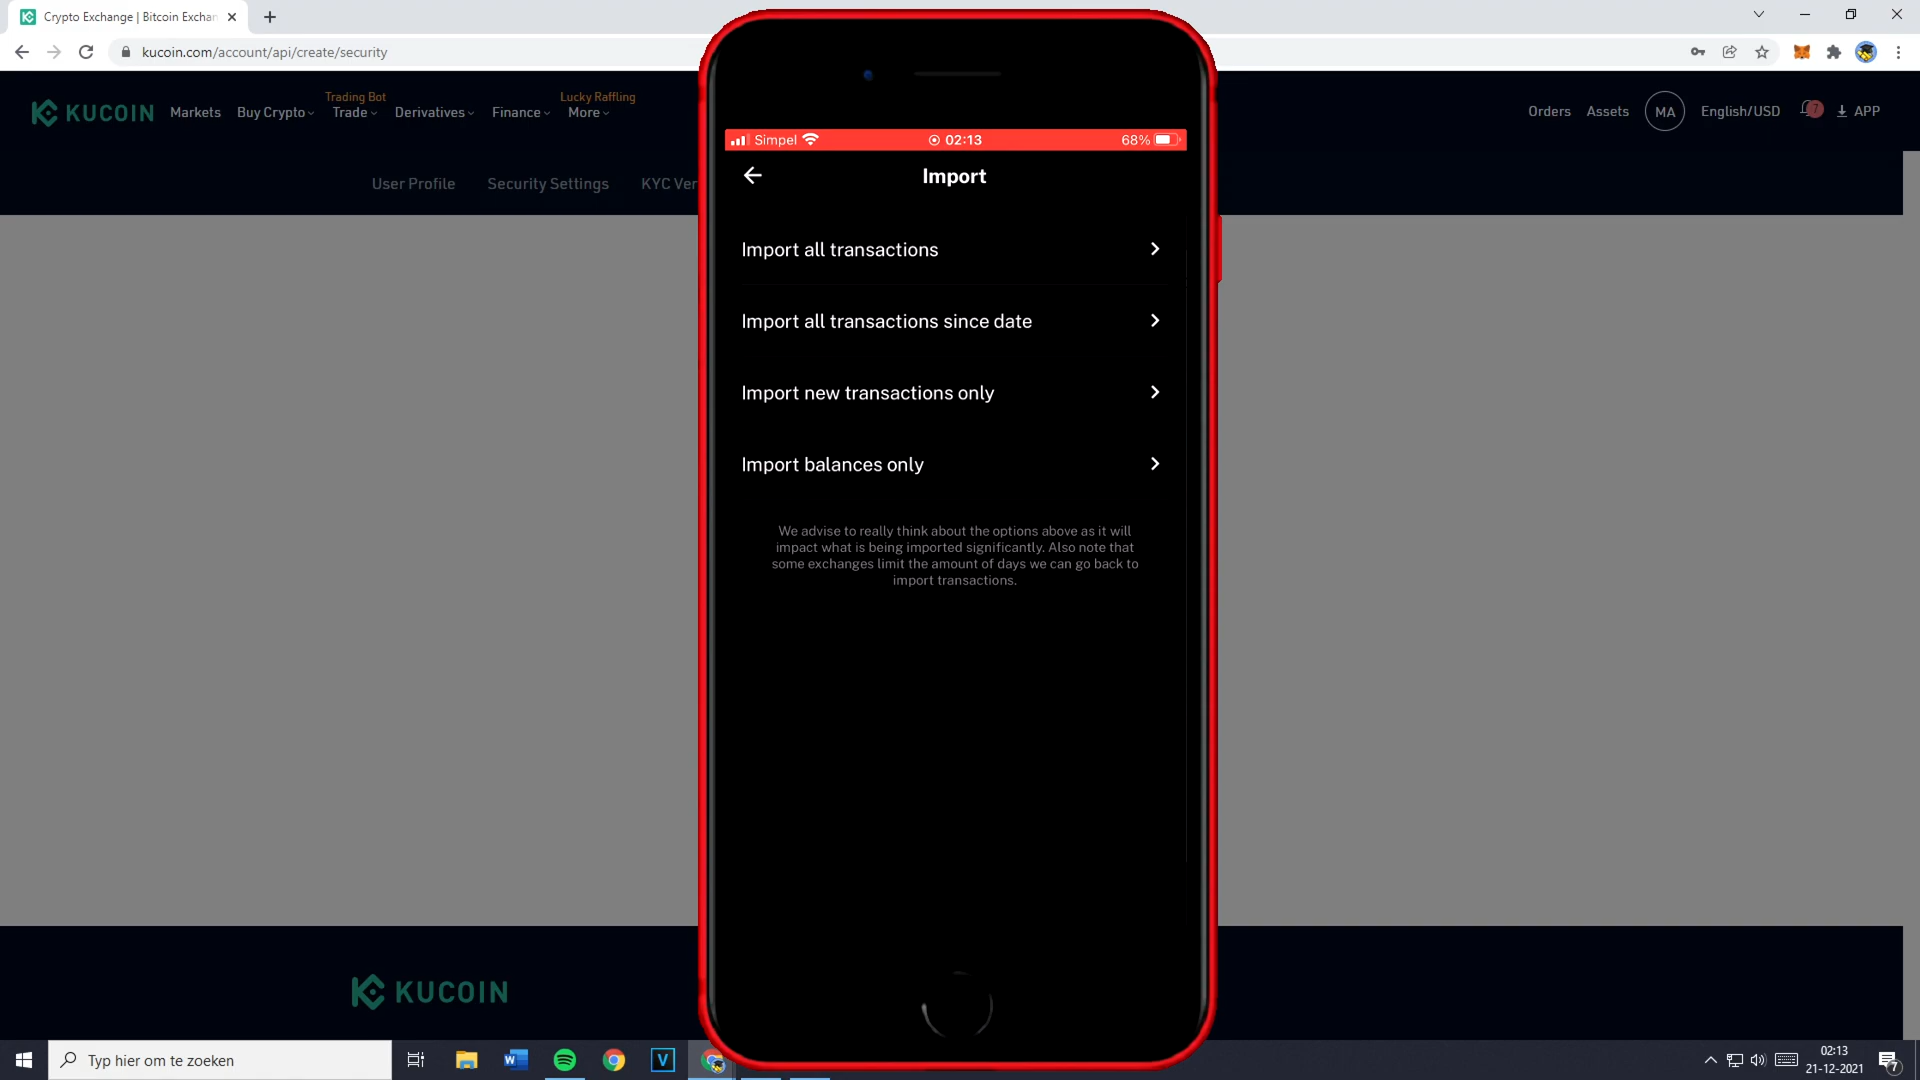 Crypto Exchange | Bitcoin Exchan
kucoin.com/account/api/create/security
KUCOIN
Markets
Buy Crypto
Trading Bot
Trade
Derivatives
Finance
Lucky Raffling
More
Orders
Assets
MA
English/USD
7
APP
User Profile
Security Settings
KYC Ver
Simpel
02:13
68%
Import
Import all transactions
Import all transactions since date
Import new transactions only
Import balances only
We advise to really think about the options above as it will
impact what is being imported significantly. Also note that
some exchanges limit the amount of days we can go back to
import transactions.
KUCOIN
Typ hier om te zoeken
W
V
02:13
21-12-2021
7